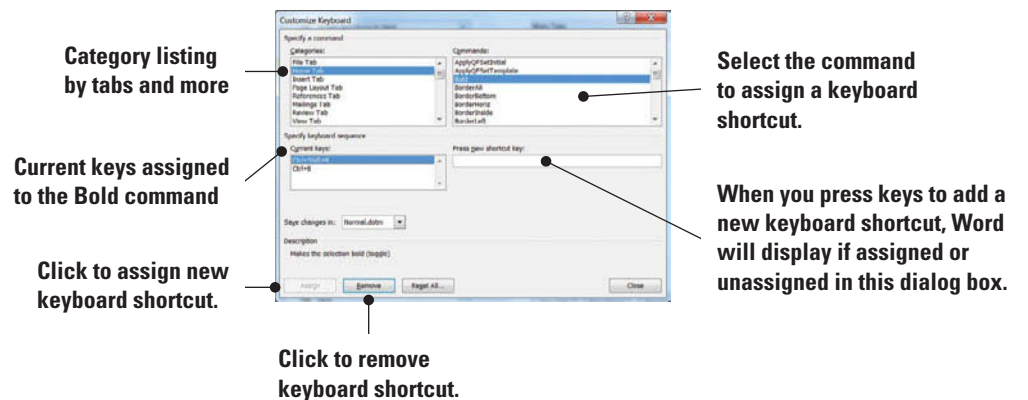 Customize Keyboard
Specify a command
Categories:
File Tab
Home Tab
Insert Tab
Page Layout Tab
References Tab
Mailings Tab
Review Tab
View Tab
Commands:
ApplyQFSetInitial
ApplyQFSetTemplate
Bold
BorderAll
BorderBottom
BorderHoriz
BorderInside
BorderLeft
Specify keyboard sequence
Current keys:
Ctrl+Shift+B
Ctrl+B
Press new shortcut key:
Save changes in: Normal.dotm
Description
Makes the selection bold (toggle)
Assign
Remove
Reset All...
Close
Category listing
by tabs and more
Current keys assigned
to the Bold command
Click to assign new
keyboard shortcut.
Click to remove
keyboard shortcut.
Select the command
to assign a keyboard
shortcut.
When you press keys to add a
new keyboard shortcut, Word
will display if assigned or
unassigned in this dialog box.